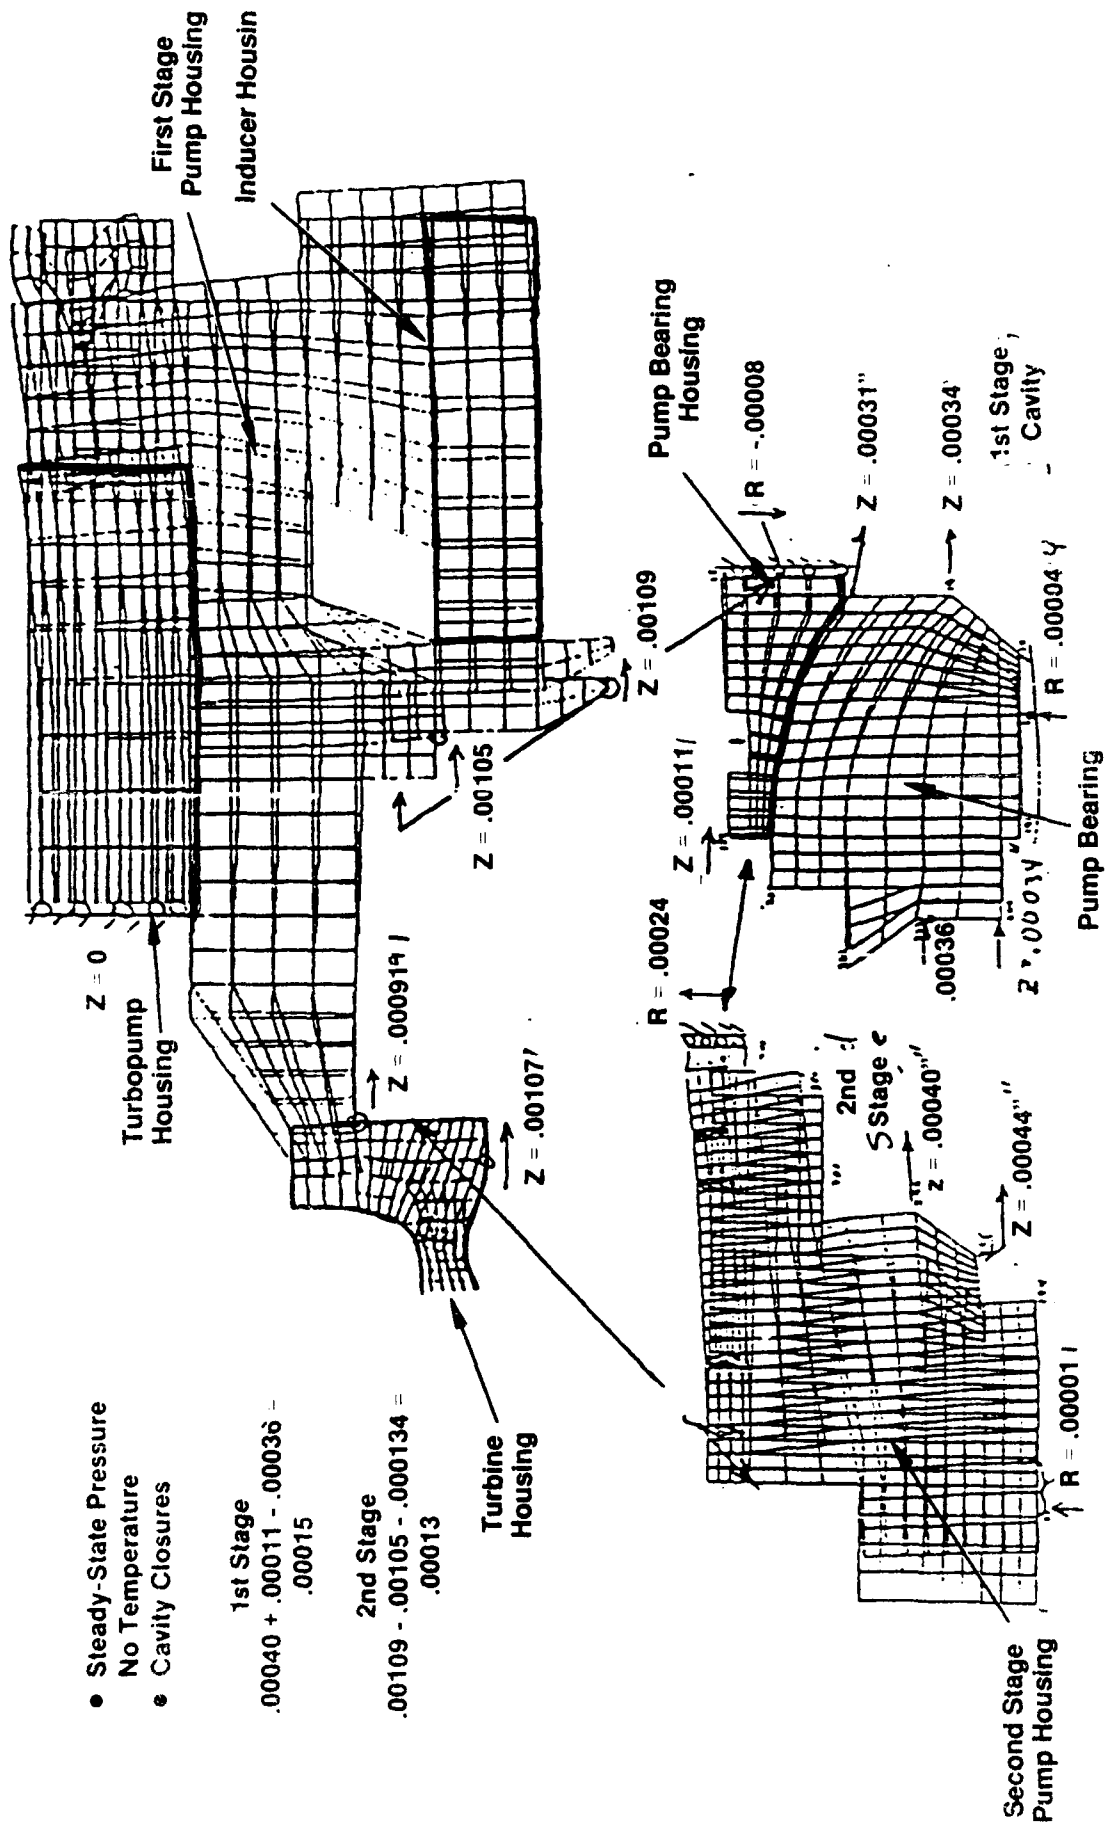 ● Steady-State Pressure
No Temperature
● Cavity Closures
1st Stage
.00040 + .00011 - .00036 =
.00015
2nd Stage
.00109 - .00105 - .000134 =
.00013
Turbine
Housing
Turbopump
Housing
Z = 0
Z = .000919"
Z = .00107"
Z = .00105
Z = .00109
First Stage
Pump Housing
Inducer Housin
Second Stage
Pump Housing
R = .00001"
Z = .00044"
z = .00040"
2nd
Stage
R = .00024
Z = .00011"
.00036
Pump Bearing
R = .00004
1st Stage
Cavity
Z = .00034
Z = .00031"
R = -.00008
Pump Bearing
Housing